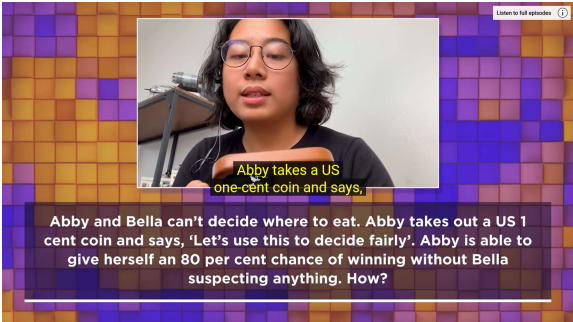 Listen to full episodes
Abby takes a US
one-cent coin and says,
Abby and Bella can’t decide where to eat. Abby takes out a US 1
cent coin and says, ‘Let’s use this to decide fairly’. Abby is able to
give herself an 80 per cent chance of winning without Bella
suspecting anything. How?